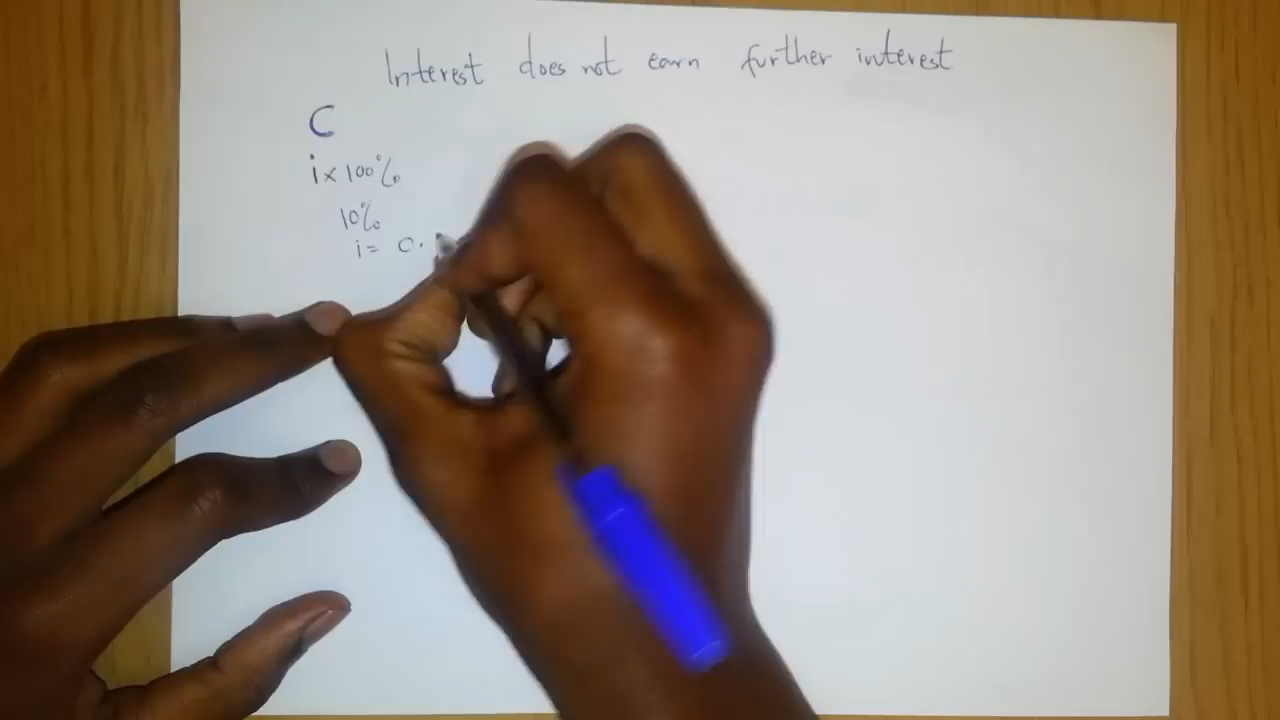 Interest does not earn further interest
C
i x 100%
10%
i = 0.